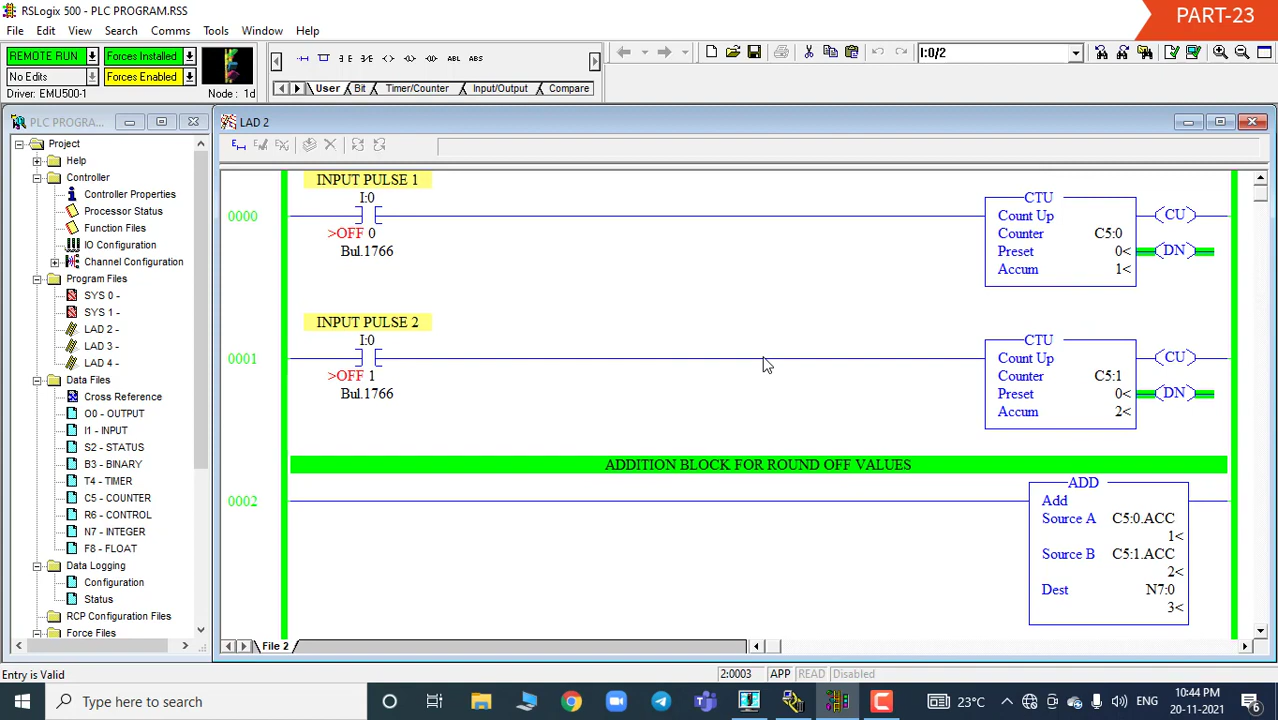 RSLogix 500 - PLC PROGRAM.RSS
PART-23
File Edit View Search Comms Tools Window Help
REMOTE RUN Forces Installed
No Edits Forces Enabled
Driver: EMU500-1 Node : 1d
ABL ABS
User Bit Timer/Counter Input/Output Compare
I:0/2
PLC PROGRA...
Project
Help
Controller
Controller Properties
Processor Status
Function Files
IO Configuration
Channel Configuration
Program Files
SYS 0 -
SYS 1 -
LAD 2 -
LAD 3 -
LAD 4 -
Data Files
Cross Reference
O0 - OUTPUT
I1 - INPUT
S2 - STATUS
B3 - BINARY
T4 - TIMER
C5 - COUNTER
R6 - CONTROL
N7 - INTEGER
F8 - FLOAT
Data Logging
Configuration
Status
RCP Configuration Files
Force Files
LAD 2
INPUT PULSE 1
I:0
0000
>OFF 0
Bul.1766
CTU
Count Up
Counter C5:0
Preset 0<
Accum 1<
CU
DN
INPUT PULSE 2
I:0
0001
>OFF 1
Bul.1766
CTU
Count Up
Counter C5:1
Preset 0<
Accum 2<
CU
DN
ADDITION BLOCK FOR ROUND OFF VALUES
0002
ADD
Add
Source A C5:0.ACC
1<
Source B C5:1.ACC
2<
Dest N7:0
3<
File 2
Entry is Valid
2:0003 APP READ Disabled
Type here to search
23°C
ENG
10:44 PM
20-11-2021
6